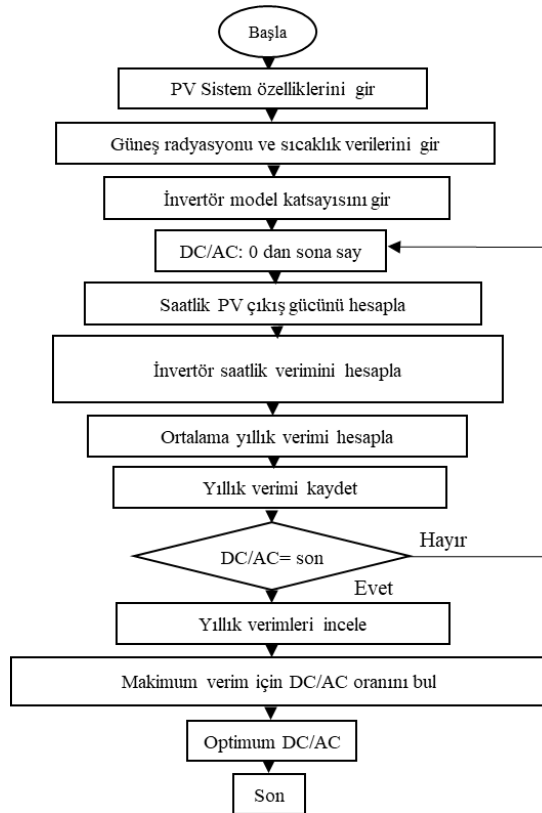 Başla
PV Sistem özelliklerini gir
Güneş radyasyonu ve sıcaklık verilerini gir
İnvertör model katsayısını gir
DC/AC: 0 dan sona say
Saatlik PV çıkış gücünü hesapla
İnvertör saatlik verimini hesapla
Ortalama yıllık verimi hesapla
Yıllık verimi kaydet
DC/AC= son
Hayır
Evet
Yıllık verimleri incele
Makimum verim için DC/AC oranını bul
Optimum DC/AC
Son